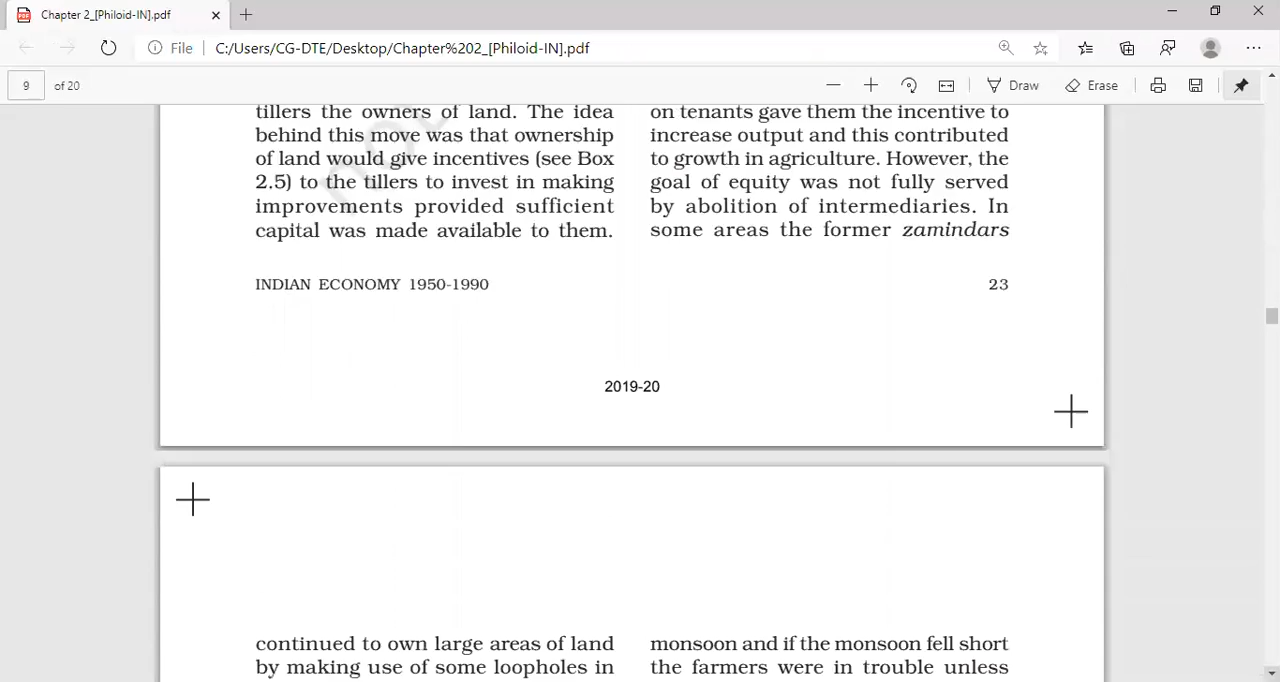 Chapter 2_[Philoid-IN].pdf
File
C:/Users/CG-DTE/Desktop/Chapter%202_[Philoid-IN].pdf
9 of 20
Draw
Erase
tillers the owners of land. The idea
behind this move was that ownership
of land would give incentives (see Box
2.5) to the tillers to invest in making
improvements provided sufficient
capital was made available to them.
on tenants gave them the incentive to
increase output and this contributed
to growth in agriculture. However, the
goal of equity was not fully served
by abolition of intermediaries. In
some areas the former zamindars
INDIAN ECONOMY 1950-1990
23
2019-20
continued to own large areas of land
by making use of some loopholes in
monsoon and if the monsoon fell short
the farmers were in trouble unless